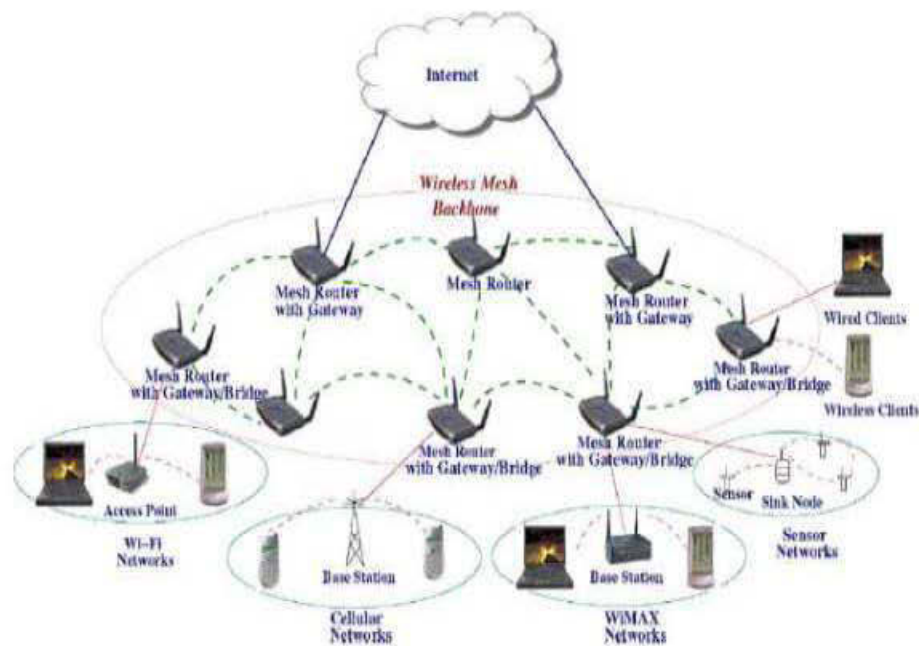 Internet
Wireless Mesh
Backbone
Mesh Router
with Gateway
Mesh Router
Mesh Router
with Gateway
Wired Clients
Mesh Router
with Gateway/Bridge
Mesh Router
with Gateway/Bridge
Wireless Clients
Mesh Router
with Gateway/Bridge
Mesh Router
with Gateway/Bridge
Access Point
Wi-Fi
Networks
Sensor
Sink Node
Sensor
Networks
Base Station
Cellular
Networks
Base Station
WiMAX
Networks